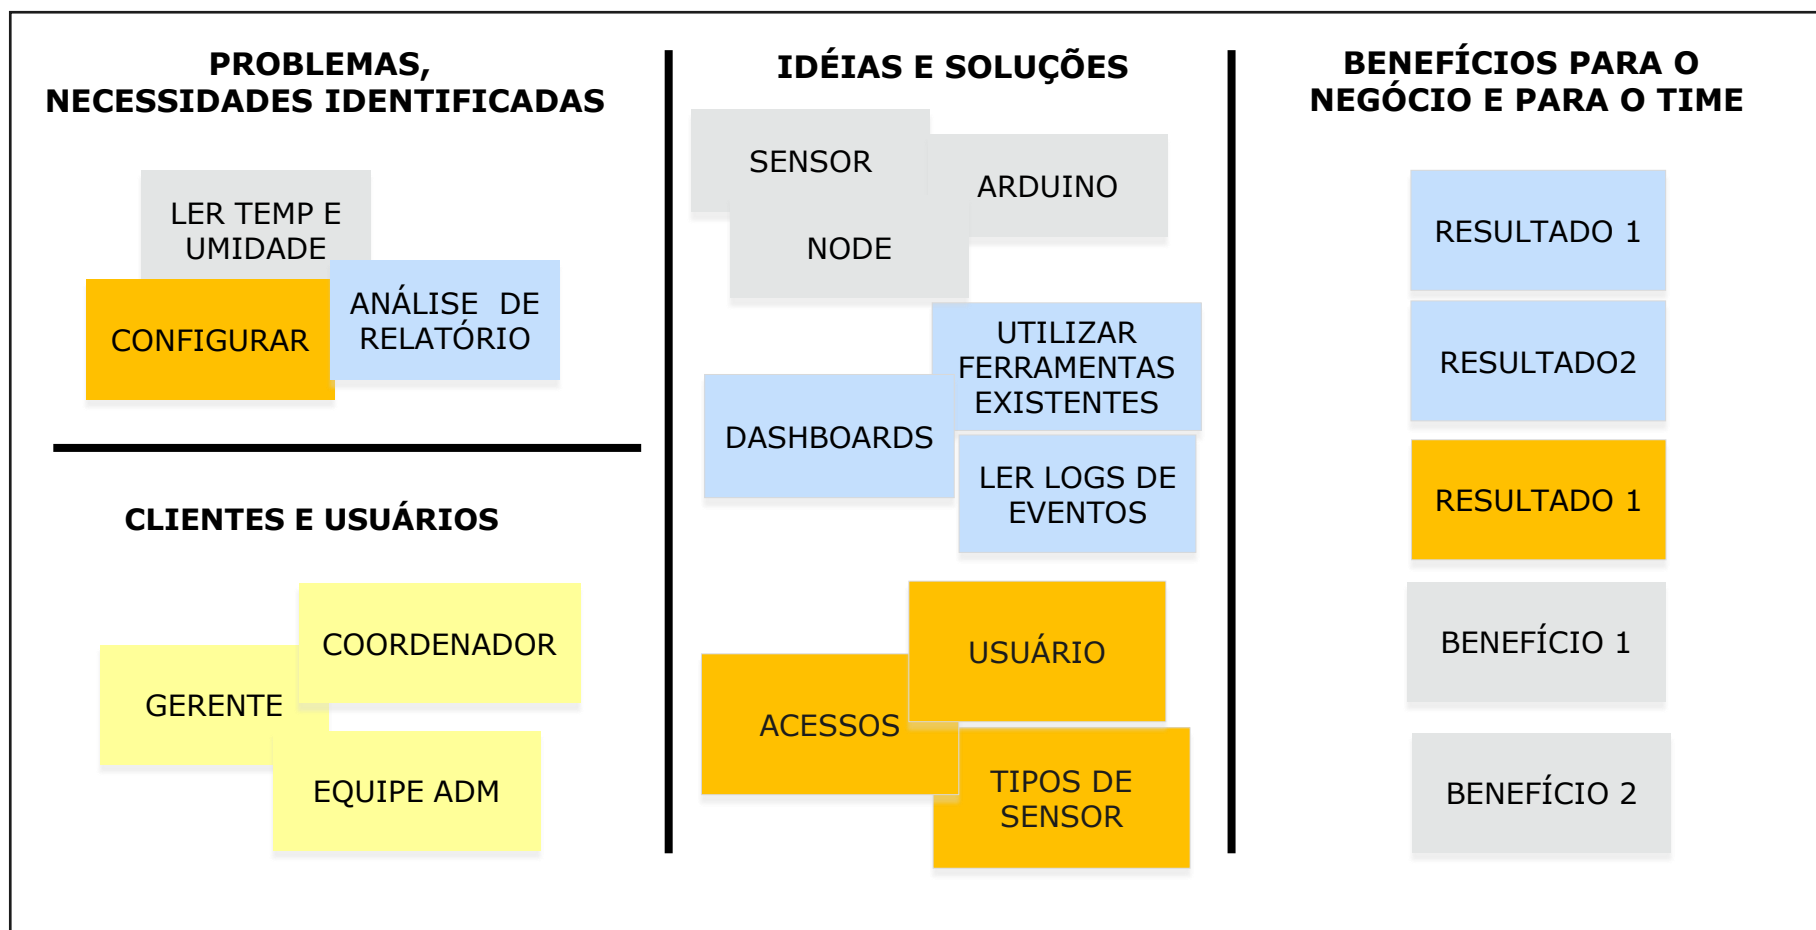 PROBLEMAS,
NECESSIDADES IDENTIFICADAS
LER TEMP E
UMIDADE
CONFIGURAR
ANÁLISE DE
RELATÓRIO
CLIENTES E USUÁRIOS
COORDENADOR
GERENTE
EQUIPE ADM
IDÉIAS E SOLUÇÕES
SENSOR
ARDUINO
NODE
UTILIZAR
FERRAMENTAS
EXISTENTES
DASHBOARDS
LER LOGS DE
EVENTOS
USUÁRIO
ACESSOS
TIPOS DE
SENSOR
BENEFÍCIOS PARA O
NEGÓCIO E PARA O TIME
RESULTADO 1
RESULTADO2
RESULTADO 1
BENEFÍCIO 1
BENEFÍCIO 2